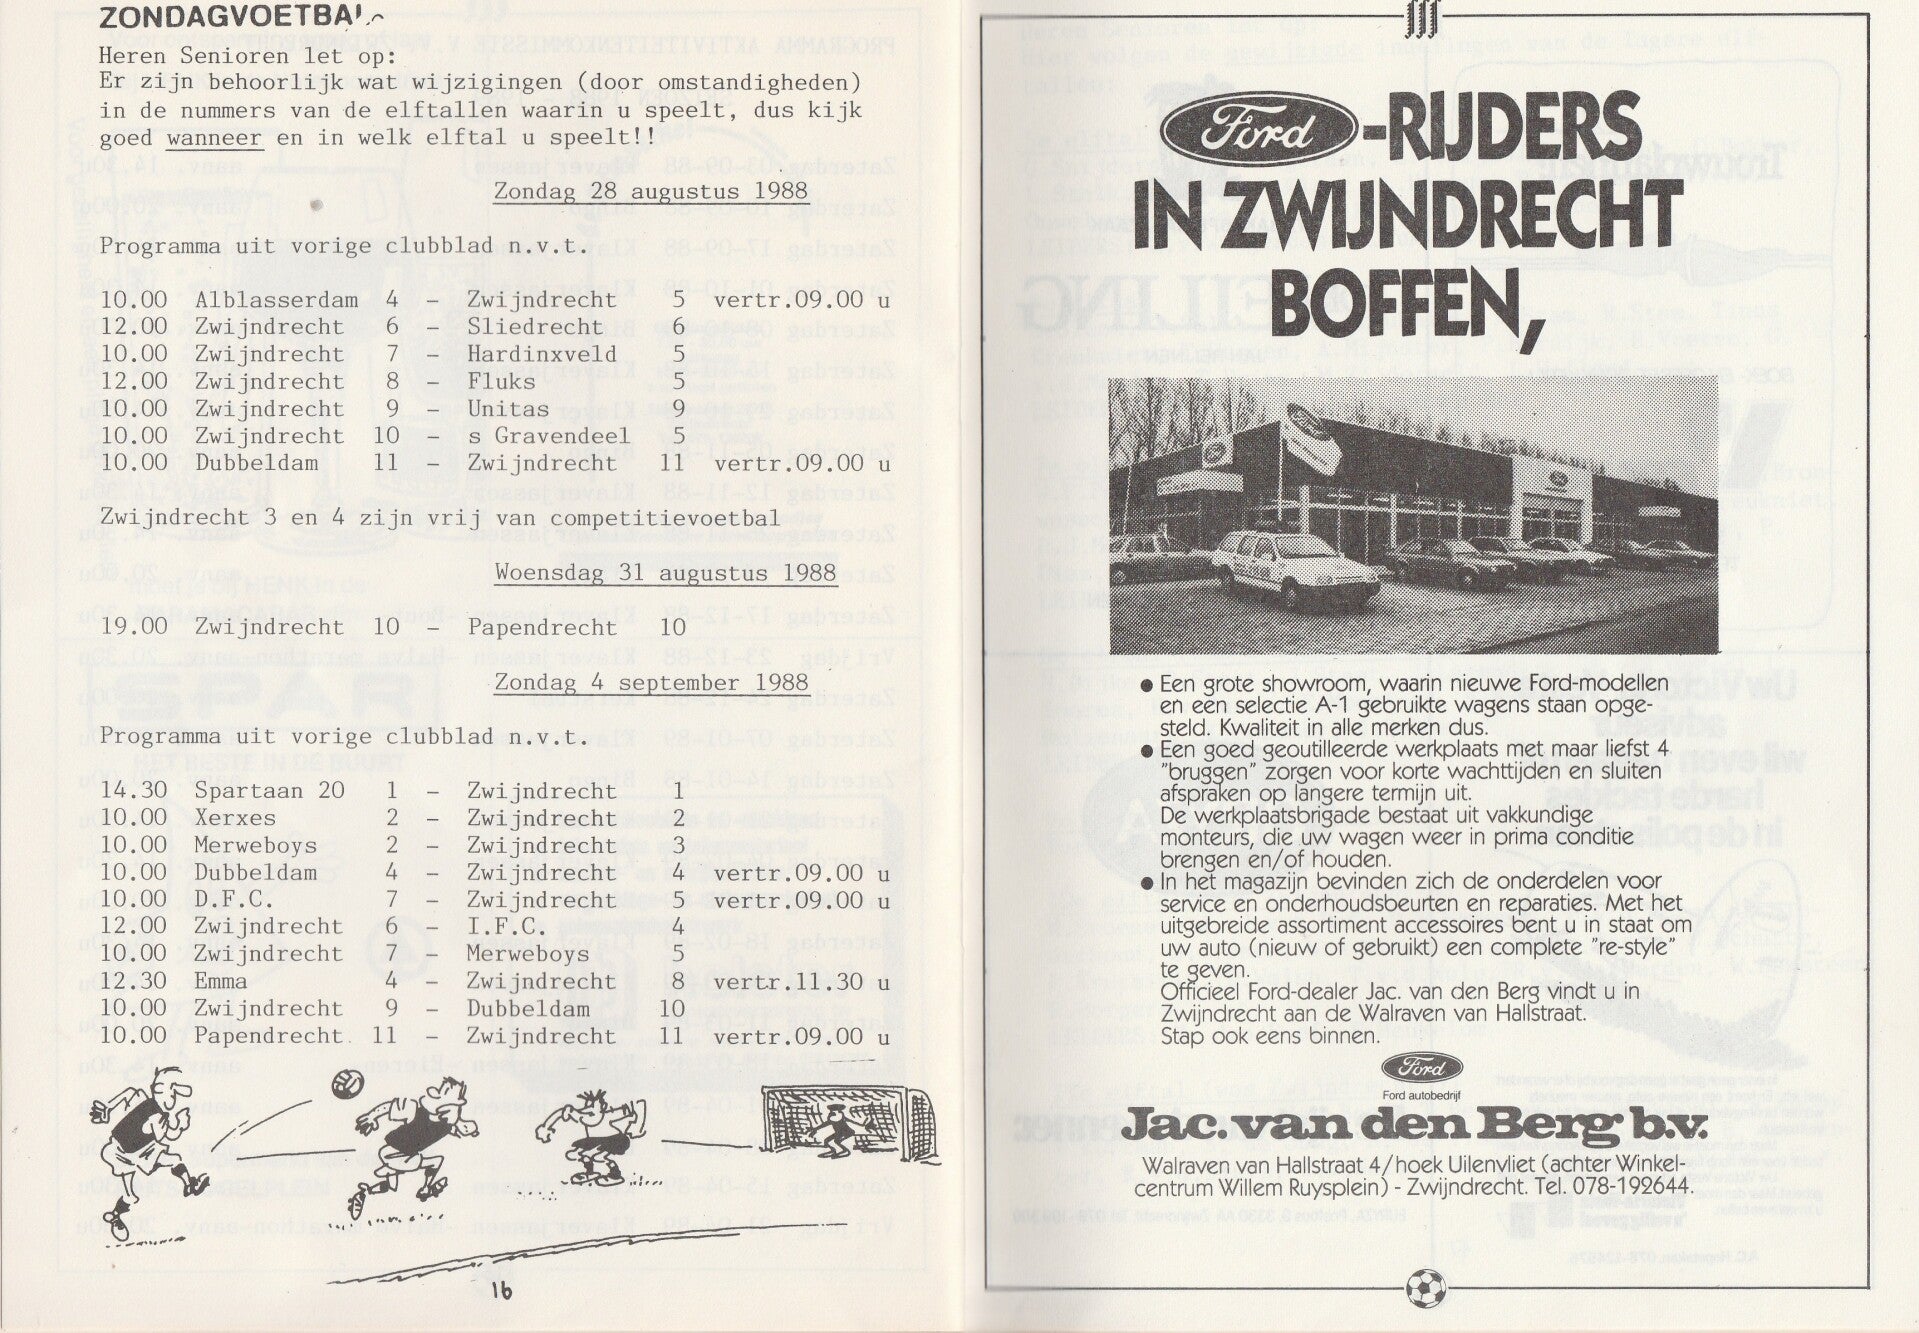 ZONDAGVOETBAL
Heren Senioren let op:
Er zijn behoorlijk wat wijzigingen (door omstandigheden)
in de nummers van de elftallen waarin u speelt, dus kijk
goed wanneer en in welk elftal u speelt!!
Zondag 28 augustus 1988
Programma uit vorige clubblad n.v.t.
10.00 Alblasserdam 4 - Zwijndrecht 5 vertr.09.00 u
12.00 Zwijndrecht 6 - Sliedrecht 6
10.00 Zwijndrecht 7 - Hardinxveld 5
12.00 Zwijndrecht 8 - Fluks 5
10.00 Zwijndrecht 9 - Unitas 9
10.00 Zwijndrecht 10 - s Gravendeel 5
10.00 Dubbeldam 11 - Zwijndrecht 11 vertr.09.00 u
Zwijndrecht 3 en 4 zijn vrij van competitievoetbal
Woensdag 31 augustus 1988
19.00 Zwijndrecht 10 - Papendrecht 10
Zondag 4 september 1988
Programma uit vorige clubblad n.v.t.
14.30 Spartaan 20 1 - Zwijndrecht 1
10.00 Xerxes 2 - Zwijndrecht 2
10.00 Merweboys 2 - Zwijndrecht 3
10.00 Dubbeldam 4 - Zwijndrecht 4 vertr.09.00 u
10.00 D.F.C. 7 - Zwijndrecht 5 vertr.09.00 u
12.00 Zwijndrecht 6 - I.F.C. 4
10.00 Zwijndrecht 7 - Merweboys 5
12.30 Emma 4 - Zwijndrecht 8 vertr.11.30 u
10.00 Zwijndrecht 9 - Dubbeldam 10
10.00 Papendrecht 11 - Zwijndrecht 11 vertr.09.00 u
16
Ford-RIJDERS
IN ZWIJNDRECHT
BOFFEN,
• Een grote showroom, waarin nieuwe Ford-modellen
en een selectie A-1 gebruikte wagens staan opge-
steld. Kwaliteit in alle merken dus.
• Een goed geoutilleerde werkplaats met maar liefst 4
"bruggen" zorgen voor korte wachttijden en sluiten
afspraken op langere termijn uit.
De werkplaatsbrigade bestaat uit vakkundige
monteurs, die uw wagen weer in prima conditie
brengen en/of houden.
• In het magazijn bevinden zich de onderdelen voor
service en onderhoudsbeurten en reparaties. Met het
uitgebreide assortiment accessoires bent u in staat om
uw auto (nieuw of gebruikt) een complete "re-style"
te geven.
Officieel Ford-dealer Jac. van den Berg vindt u in
Zwijndrecht aan de Walraven van Hallstraat.
Stap ook eens binnen.
Ford
Ford autobedrijf
Jac. van den Berg b.v.
Walraven van Hallstraat 4/hoek Uilenvliet (achter Winkel-
centrum Willem Ruysplein) - Zwijndrecht. Tel. 078-192644.